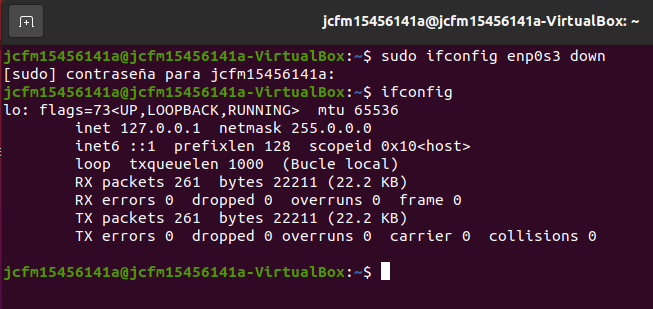 jcfm15456141a@jcfm15456141a-VirtualBox: ~
jcfm15456141a@jcfm15456141a-VirtualBox:~$ sudo ifconfig enp0s3 down
[sudo] contraseña para jcfm15456141a:
jcfm15456141a@jcfm15456141a-VirtualBox:~$ ifconfig
lo: flags=73<UP,LOOPBACK,RUNNING>  mtu 65536
        inet 127.0.0.1  netmask 255.0.0.0
        inet6 ::1  prefixlen 128  scopeid 0x10<host>
        loop  txqueuelen 1000  (Bucle local)
        RX packets 261  bytes 22211 (22.2 KB)
        RX errors 0  dropped 0  overruns 0  frame 0
        TX packets 261  bytes 22211 (22.2 KB)
        TX errors 0  dropped 0 overruns 0  carrier 0  collisions 0

jcfm15456141a@jcfm15456141a-VirtualBox:~$